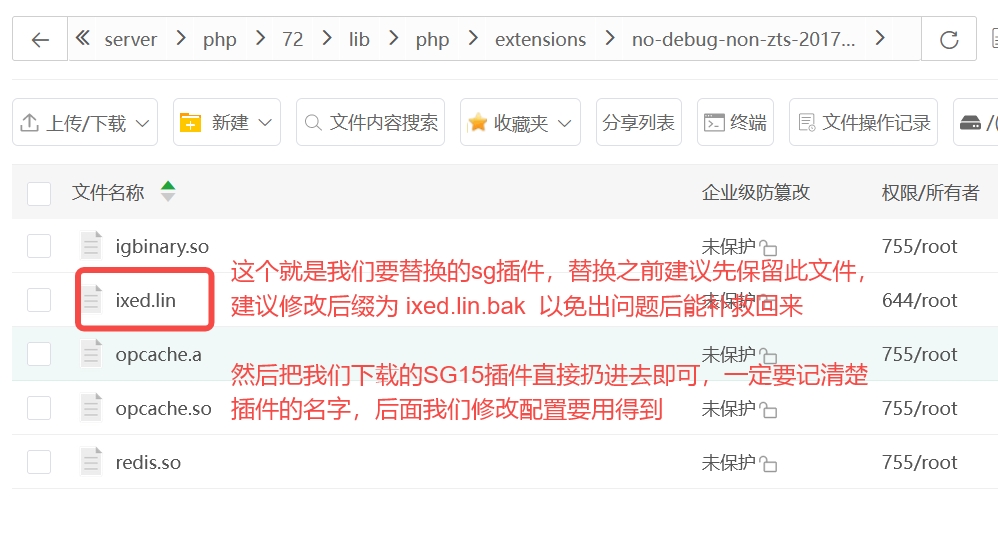 server > php > 72 > lib > php > extensions > no-debug-non-zts-2017... >
上传/下载 新建 文件内容搜索 收藏夹 分享列表 终端 文件操作记录 /(
文件名称 企业级防篡改 权限/所有者
igbinary.so 未保护 755/root
这个就是我们要替换的sg插件，替换之前建议先保留此文件，
ixed.lin 未保护 644/root
建议修改后缀为 ixed.lin.bak 以免出问题后能补救回来
opcache.a 未保护 755/root
然后把我们下载的SG15插件直接扔进去即可，一定要记清楚
opcache.so 未保护 755/root
插件的名字，后面我们修改配置要用得到
redis.so 未保护 755/root